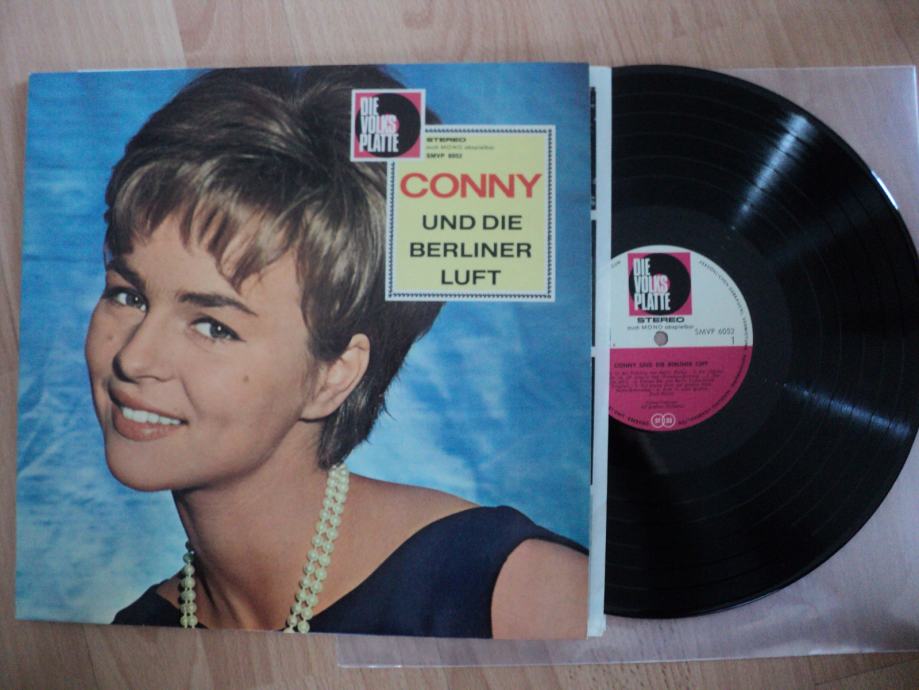 DIE
VOLKS
PLATTE
STEREO
auch MONO abspielbar
SMVP 6052
CONNY
UND DIE
BERLINER
LUFT
DIE
VOLKS
PLATTE
STEREO
auch MONO abspielbar
SMVP 6052
1
CONNY UND DIE BERLINER LUFT